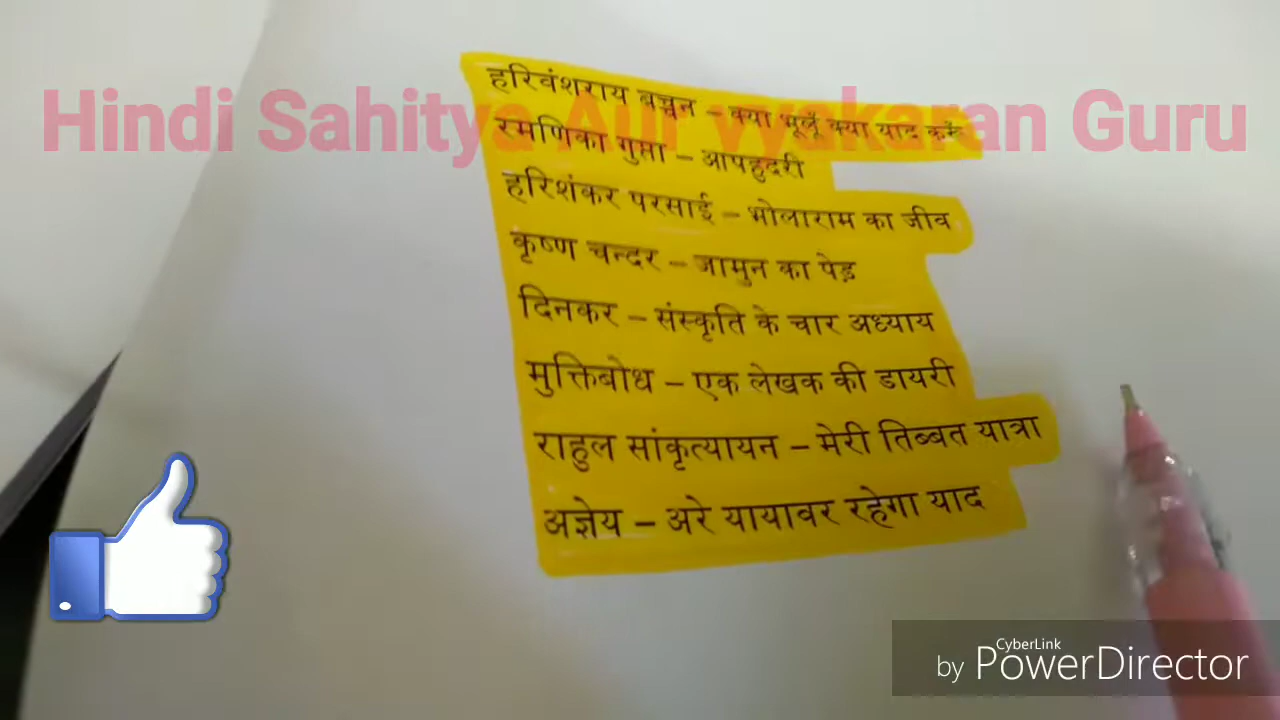 Hindi Sahitya Aur vyakaran Guru
हरिवंशराय बच्चन – क्या भूलूँ क्या याद करूँ
रमणिका गुप्ता – आपहुदरी
हरिशंकर परसाई – भोलाराम का जीव
कृष्ण चन्दर – जामुन का पेड़
दिनकर – संस्कृति के चार अध्याय
मुक्तिबोध – एक लेखक की डायरी
राहुल सांकृत्यायन – मेरी तिब्बत यात्रा
अज्ञेय – अरे यायावर रहेगा याद
CyberLink
by PowerDirector